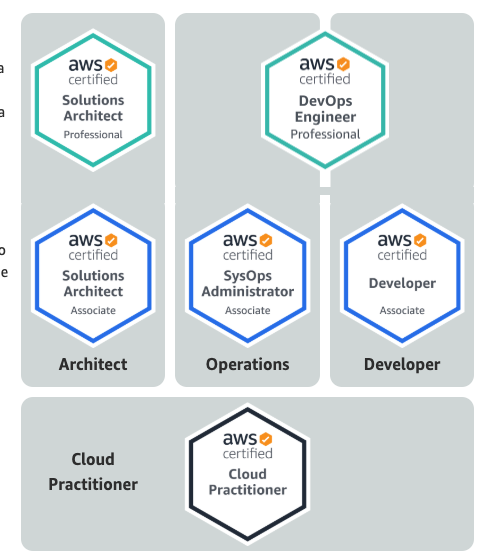 a
a
aws
certified
Solutions
Architect
Professional
aws
certified
DevOps
Engineer
Professional
o
e
aws
certified
Solutions
Architect
Associate
Architect
aws
certified
SysOps
Administrator
Associate
Operations
aws
certified
Developer
Associate
Developer
Cloud
Practitioner
aws
certified
Cloud
Practitioner